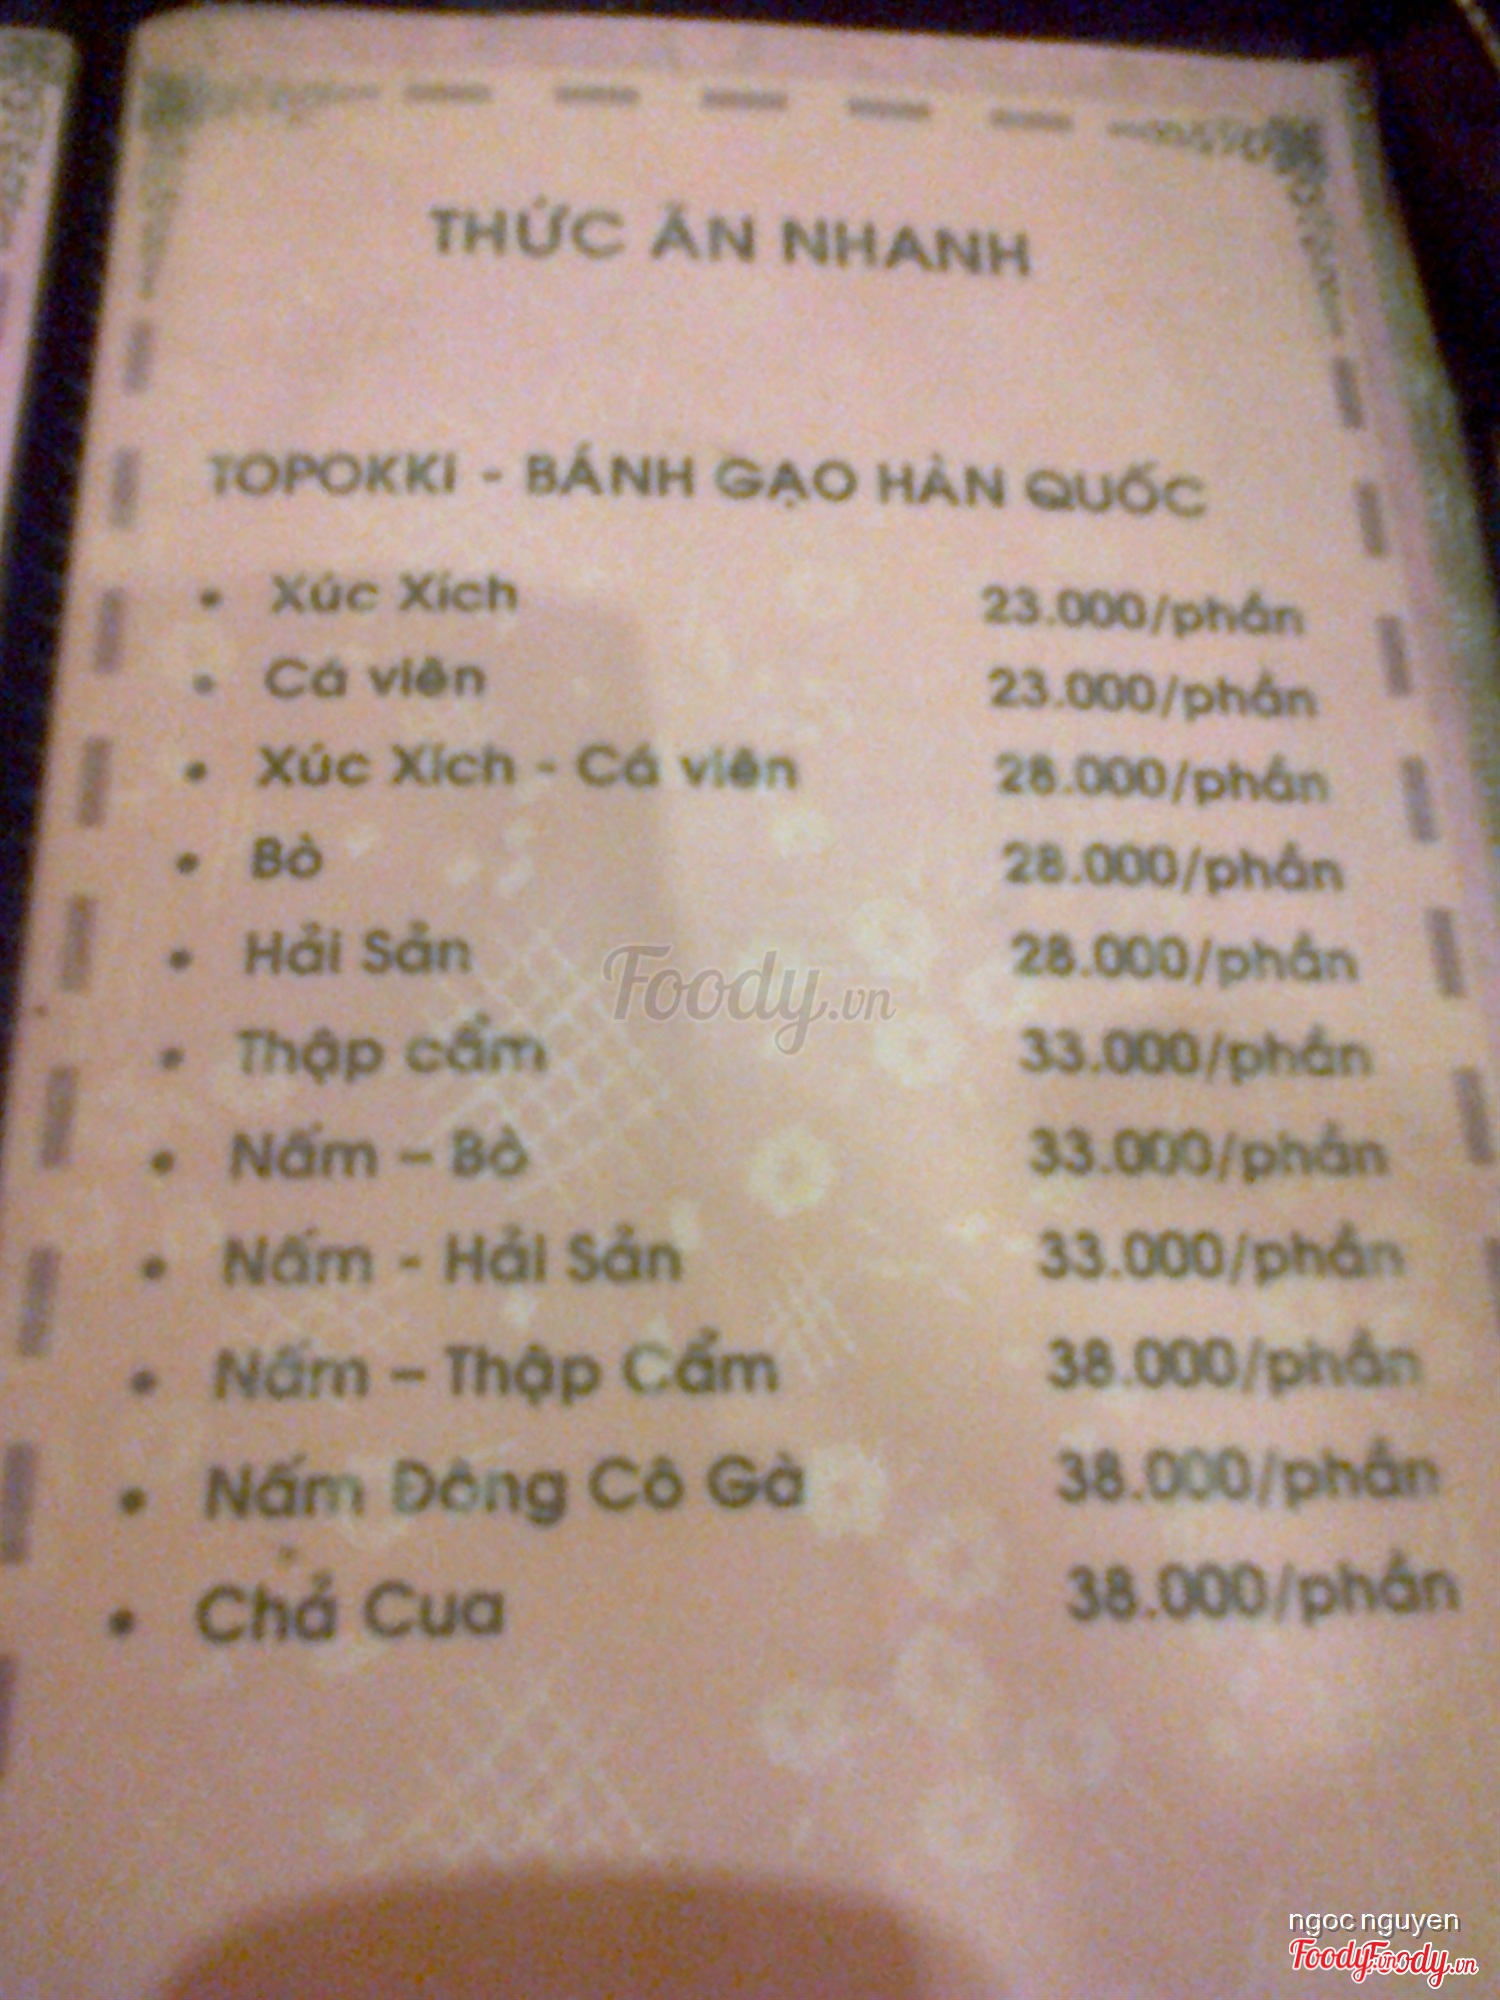 THỨC ĂN NHANH
TOPOKKI - BÁNH GẠO HÀN QUỐC
• Xúc Xích 23.000/phần
• Cá viên 23.000/phần
• Xúc Xích - Cá viên 28.000/phần
• Bò 28.000/phần
• Hải Sản 28.000/phần
• Thập cẩm 33.000/phần
• Nấm – Bò 33.000/phần
• Nấm - Hải Sản 33.000/phần
• Nấm – Thập Cẩm 38.000/phần
• Nấm Đông Cô Gà 38.000/phần
• Chả Cua 38.000/phần
Foody.vn
ngoc nguyen
Foody.vn